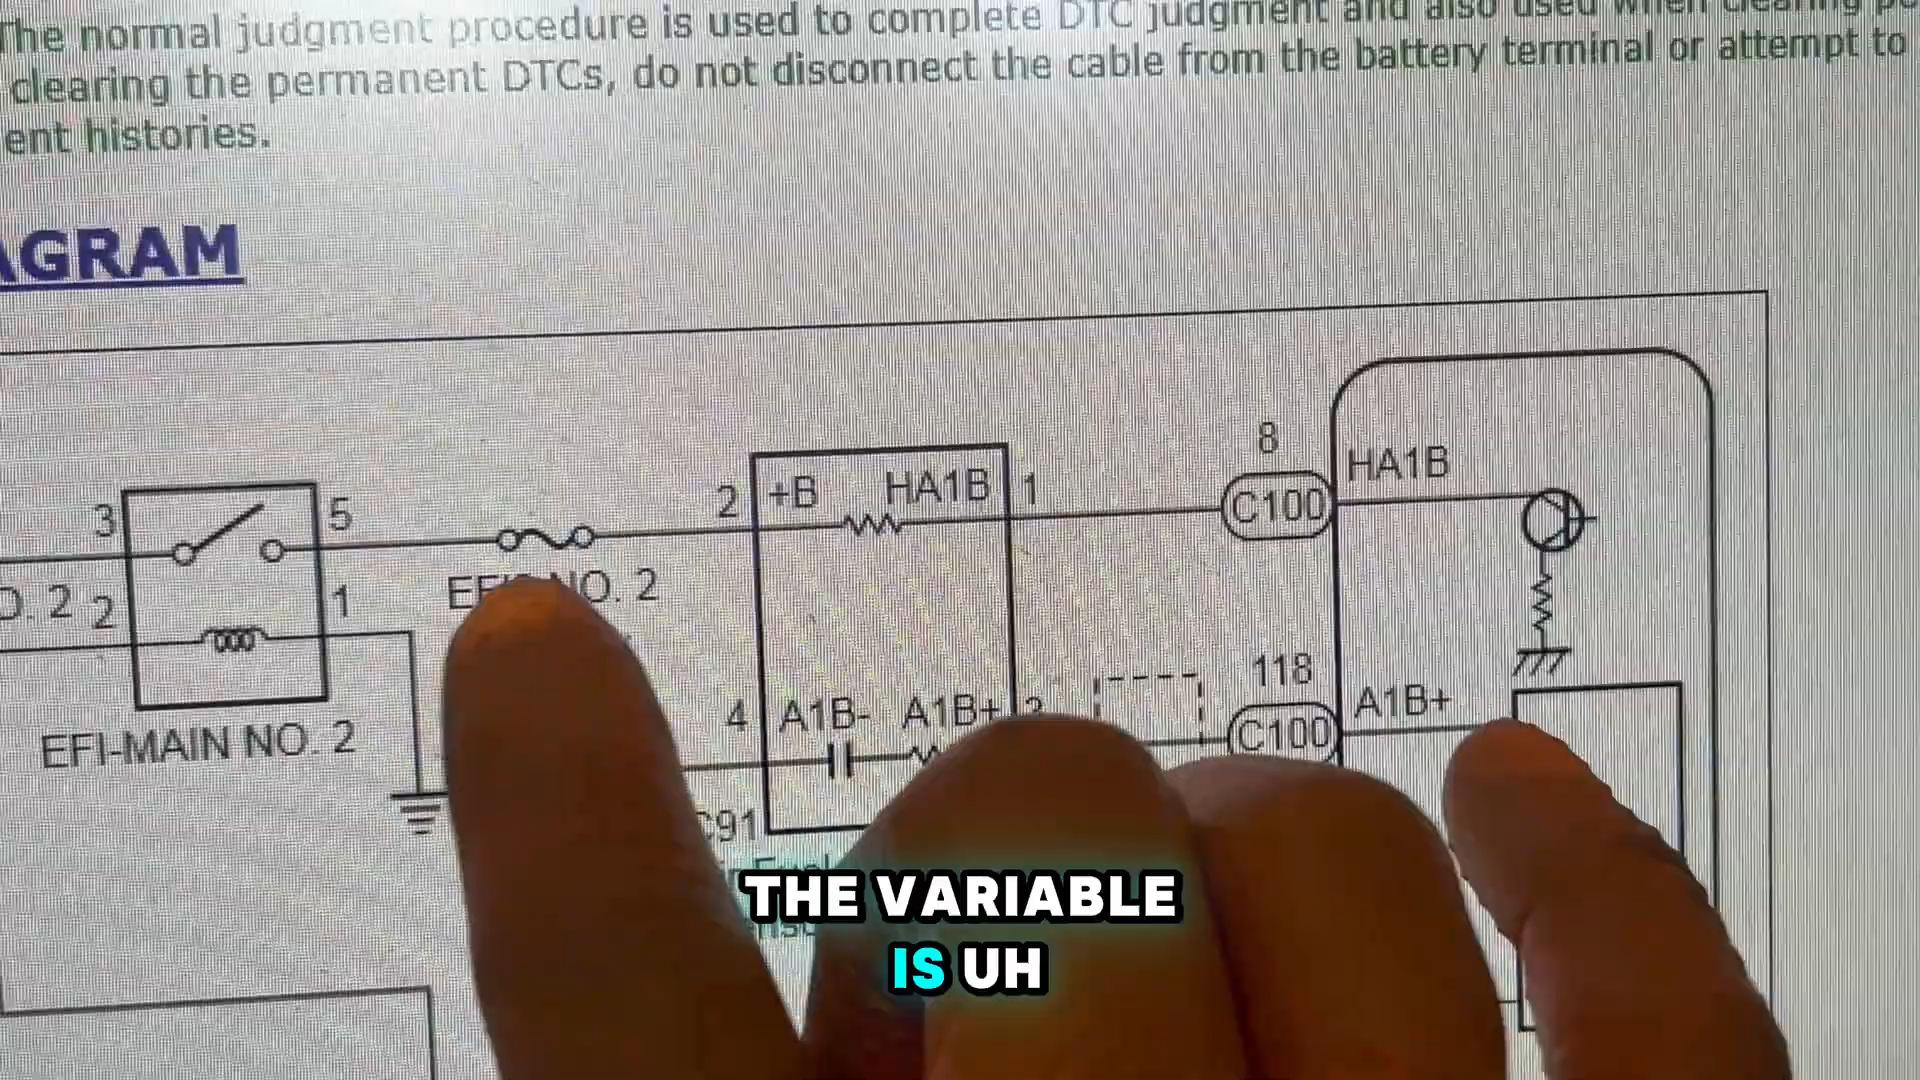 The normal judgment procedure is used to complete DTC judgment and also used when clearing
clearing the permanent DTCs, do not disconnect the cable from the battery terminal or attempt to
ent histories.
AGRAM
8
HA1B
3
5
2
+B
HA1B
1
C100
NO. 2
2
1
118
4
A1B-
A1B+
C100
A1B+
EFI-MAIN NO. 2
C91
THE VARIABLE
IS UH